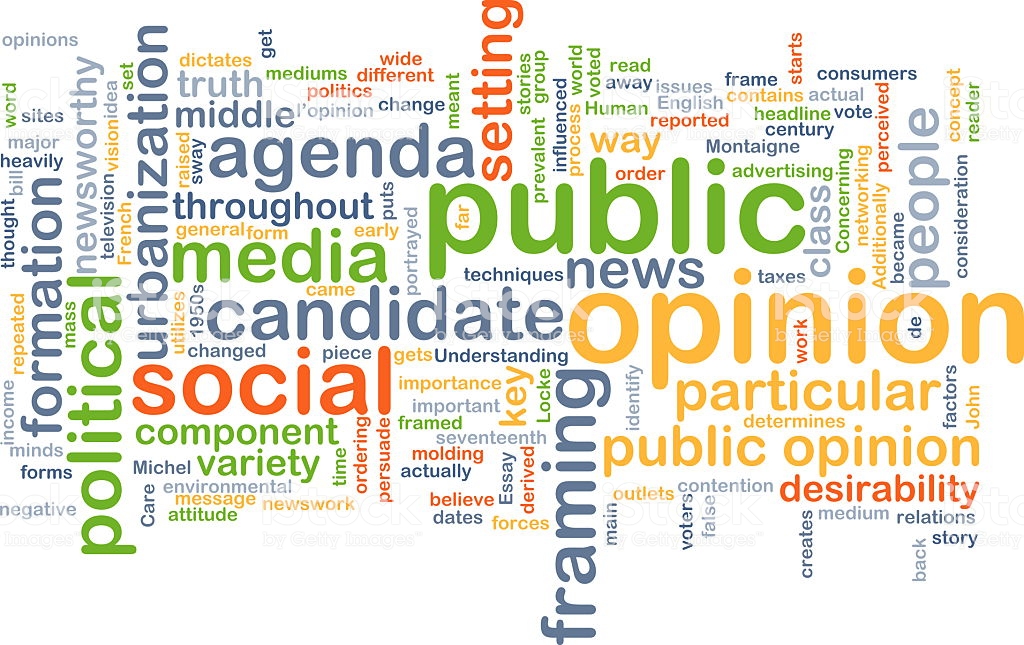 opinions
get
dictates
wide
setting
starts
stories
group
world
voted
read
consumers
truth
mediums
different
politics
away
issues
frame
contains
actual
concept
reader
word
sites
newsworthy
set
idea
vision
urbanization
middle
l'opinion
change
meant
Human
English
headline
vote
perceived
process
influenced
prevalent
reported
century
major
heavily
bill
thought
televisions
French
raised
sway
agenda
way
Montaigne
order
advertising
class
Concerning
networking
Additionally
became
people
consideration
formation
throughout
puts
public
far
general
form
early
portrayed
media
techniques
news
taxes
came
political
mass
repeated
utilizes
1950s
candidate
opinion
work
de
changed
piece
gets
Understanding
social
importance
important
key
Locke
framing
identify
particular
factors
John
income
component
framed
determines
seventeenth
public opinion
minds
forms
Michel
variety
time
ordering
persuade
molding
actually
Essay
derived
environmental
Care
message
newswork
attitude
believe
dates
forces
negative
outlets
contention
desirability
main
voters
false
creates
medium
relations
story
back
iStock
by Getty Images™